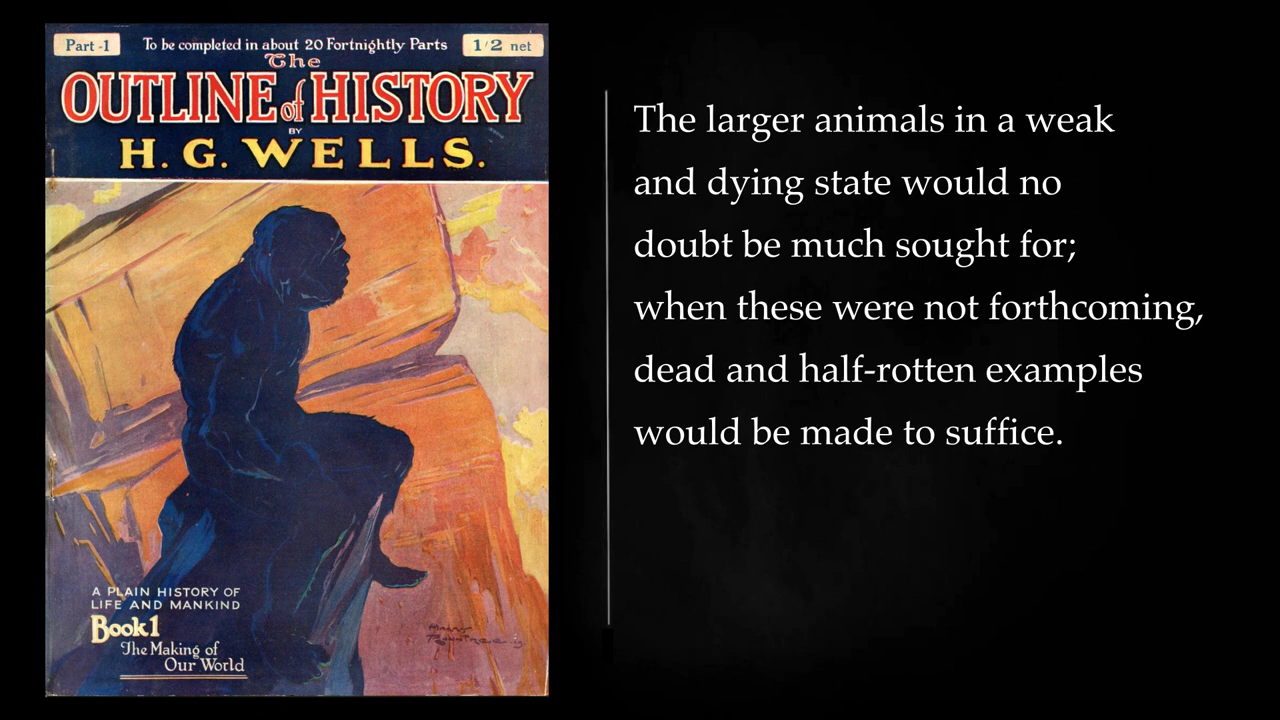 Part -1
To be completed in about 20 Fortnightly Parts
1/2 net
The
OUTLINE of HISTORY
BY
H. G. WELLS.
A PLAIN HISTORY OF
LIFE AND MANKIND
Book 1
The Making of
Our World
The larger animals in a weak
and dying state would no
doubt be much sought for;
when these were not forthcoming,
dead and half-rotten examples
would be made to suffice.